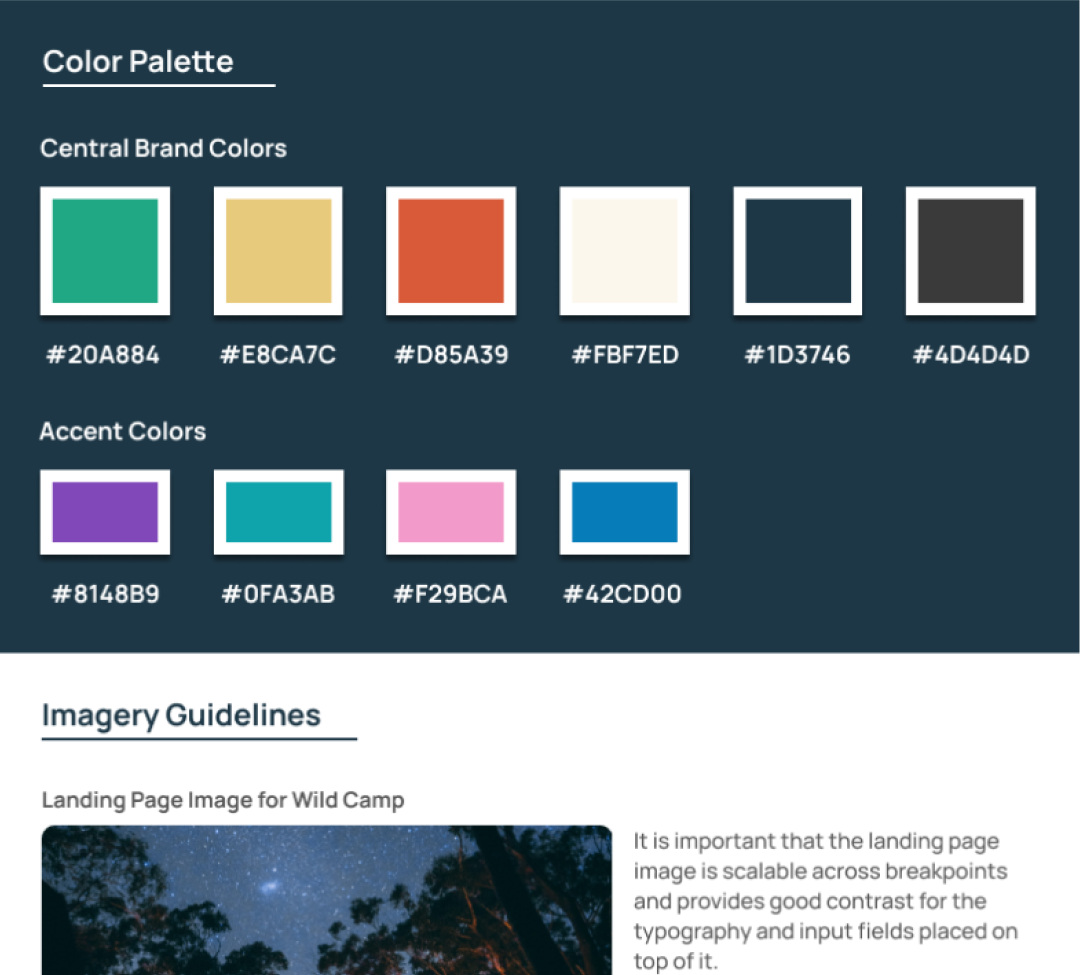 Color Palette
Central Brand Colors
#20A884 #E8CA7C #D85A39 #FBF7ED #1D3746 #4D4D4D
Accent Colors
#8148B9 #0FA3AB #F29BCA #42CD00
Imagery Guidelines
Landing Page Image for Wild Camp
It is important that the landing page
image is scalable across breakpoints
and provides good contrast for the
typography and input fields placed on
top of it.